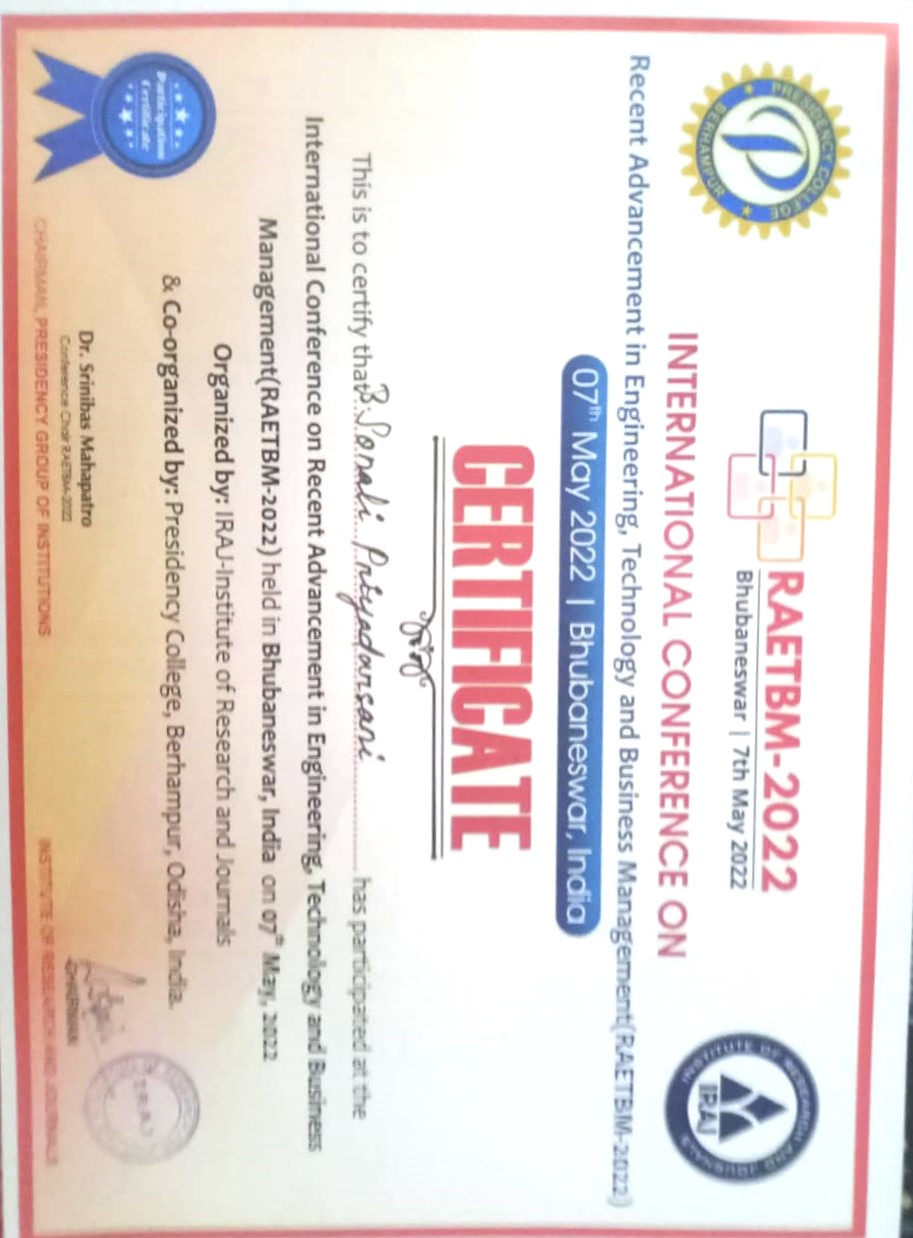 PRESIDENCY COLLEGE
BERHAMPUR
RAETBM-2022
Bhubaneswar | 7th May 2022
INSTITUTE OF RESEARCH AND JOURNALS
IRAJ
INTERNATIONAL CONFERENCE ON
Recent Advancement in Engineering, Technology and Business Management(RAETBM-2022)
07th May 2022 | Bhubaneswar, India
CERTIFICATE
This is to certify that B. Sonali Priyadarsani has participated at the
International Conference on Recent Advancement in Engineering, Technology and Business
Management(RAETBM-2022) held in Bhubaneswar, India on 07th May, 2022
Organized by: IRAJ-Institute of Research and Journals
& Co-organized by: Presidency College, Berhampur, Odisha, India.
Participation
Certificate
Dr. Srinibas Mahapatro
Conference Chair RAETBM-2022
CHAIRMAN, PRESIDENCY GROUP OF INSTITUTIONS
IRAJ
CHAIRMAN
INSTITUTE OF RESEARCH AND JOURNALS